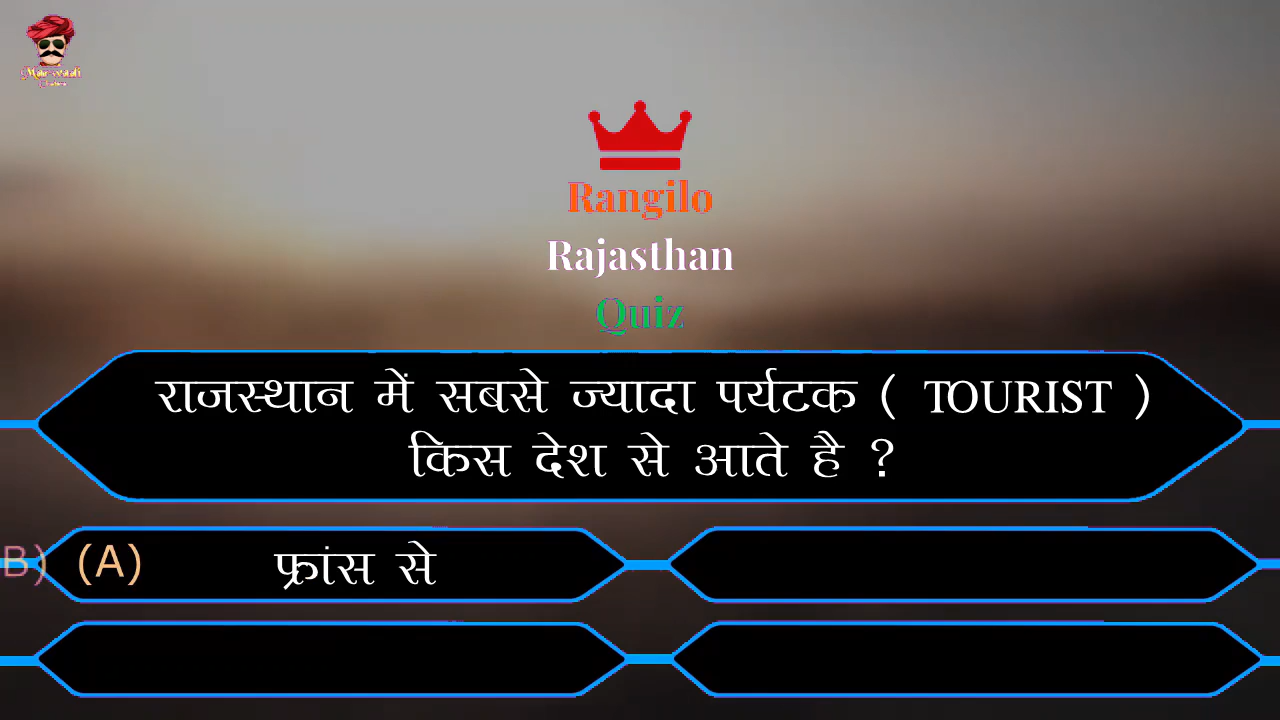 Rangilo
Rajasthan
Quiz
राजस्थान में सबसे ज्यादा पर्यटक ( TOURIST )
किस देश से आते है ?
B) (A) फ्रांस से